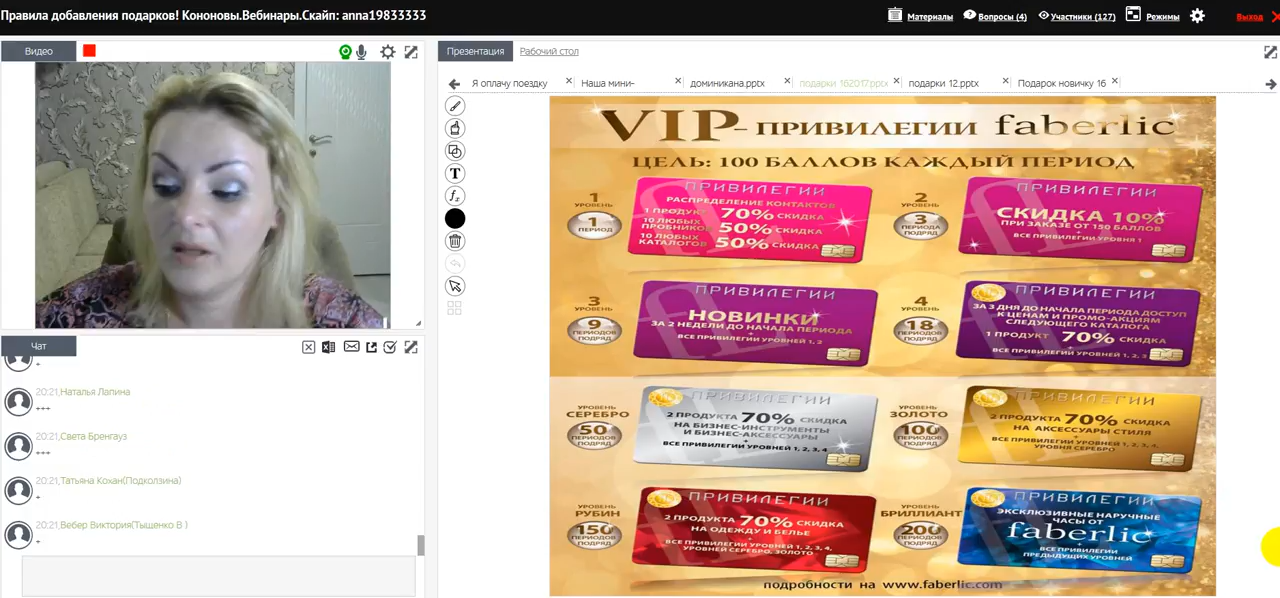 Правила добавления подарков! Кононовы.Вебинары.Скайп: anna19833333
Материалы
Вопросы (4)
Участники (127)
Режимы
Выход
Видео
Презентация
Рабочий стол
Я оплачу поездку
Наша мини-
доминикана.pptx
подарки 162017.pptx
подарки 12.pptx
Подарок новичку 16
VIP-ПРИВИЛЕГИИ faberlic
ЦЕЛЬ: 100 БАЛЛОВ КАЖДЫЙ ПЕРИОД
1
УРОВЕНЬ
1
ПЕРИОД
ПРИВИЛЕГИИ
РАСПРЕДЕЛЕНИЕ КОНТАКТОВ
1 ПРОДУКТ 70% СКИДКА
10 ЛЮБЫХ ПРОБНИКОВ 50% СКИДКА
10 ЛЮБЫХ КАТАЛОГОВ 50% СКИДКА
2
УРОВЕНЬ
3
ПЕРИОДА
ПОДРЯД
ПРИВИЛЕГИИ
СКИДКА 10%
ПРИ ЗАКАЗЕ ОТ 150 БАЛЛОВ
+
ВСЕ ПРИВИЛЕГИИ УРОВНЯ 1
3
УРОВЕНЬ
9
ПЕРИОДОВ
ПОДРЯД
ПРИВИЛЕГИИ
НОВИНКИ
ЗА 2 НЕДЕЛИ ДО НАЧАЛА ПЕРИОДА
+
ВСЕ ПРИВИЛЕГИИ УРОВНЕЙ 1, 2
4
УРОВЕНЬ
18
ПЕРИОДОВ
ПОДРЯД
ПРИВИЛЕГИИ
ЗА 3 ДНЯ ДО НАЧАЛА ПЕРИОДА ДОСТУП
К ЦЕНАМ И ПРОМО-АКЦИЯМ
СЛЕДУЮЩЕГО КАТАЛОГА
1 ПРОДУКТ 70% СКИДКА
+
ВСЕ ПРИВИЛЕГИИ УРОВНЕЙ 1, 2, 3
УРОВЕНЬ
СЕРЕБРО
50
ПЕРИОДОВ
ПОДРЯД
ПРИВИЛЕГИИ
2 ПРОДУКТА 70% СКИДКА
НА БИЗНЕС-ИНСТРУМЕНТЫ
И БИЗНЕС-АКСЕССУАРЫ
+
ВСЕ ПРИВИЛЕГИИ УРОВНЕЙ 1, 2, 3, 4
УРОВЕНЬ
ЗОЛОТО
100
ПЕРИОДОВ
ПОДРЯД
ПРИВИЛЕГИИ
2 ПРОДУКТА 70% СКИДКА
НА АКСЕССУАРЫ СТИЛЯ
+
ВСЕ ПРИВИЛЕГИИ УРОВНЕЙ 1, 2, 3, 4,
УРОВНЯ СЕРЕБРО
УРОВЕНЬ
РУБИН
150
ПЕРИОДОВ
ПОДРЯД
ПРИВИЛЕГИИ
2 ПРОДУКТА 70% СКИДКА
НА ОДЕЖДУ И БЕЛЬЕ
+
ВСЕ ПРИВИЛЕГИИ УРОВНЕЙ 1, 2, 3, 4,
УРОВНЕЙ СЕРЕБРО, ЗОЛОТО
УРОВЕНЬ
БРИЛЛИАНТ
200
ПЕРИОДОВ
ПОДРЯД
ПРИВИЛЕГИИ
ЭКСКЛЮЗИВНЫЕ НАРУЧНЫЕ
ЧАСЫ ОТ
faberlic
+
ВСЕ ПРИВИЛЕГИИ
ПРЕДЫДУЩИХ УРОВНЕЙ
подробности на www.faberlic.com
Чат
+
20:21, Наталья Лапина
+++
20:21, Света Бренгауз
+++
20:21, Татьяна Кохан(Подколзина)
+
20:21, Вебер Виктория(Тыщенко В )
+